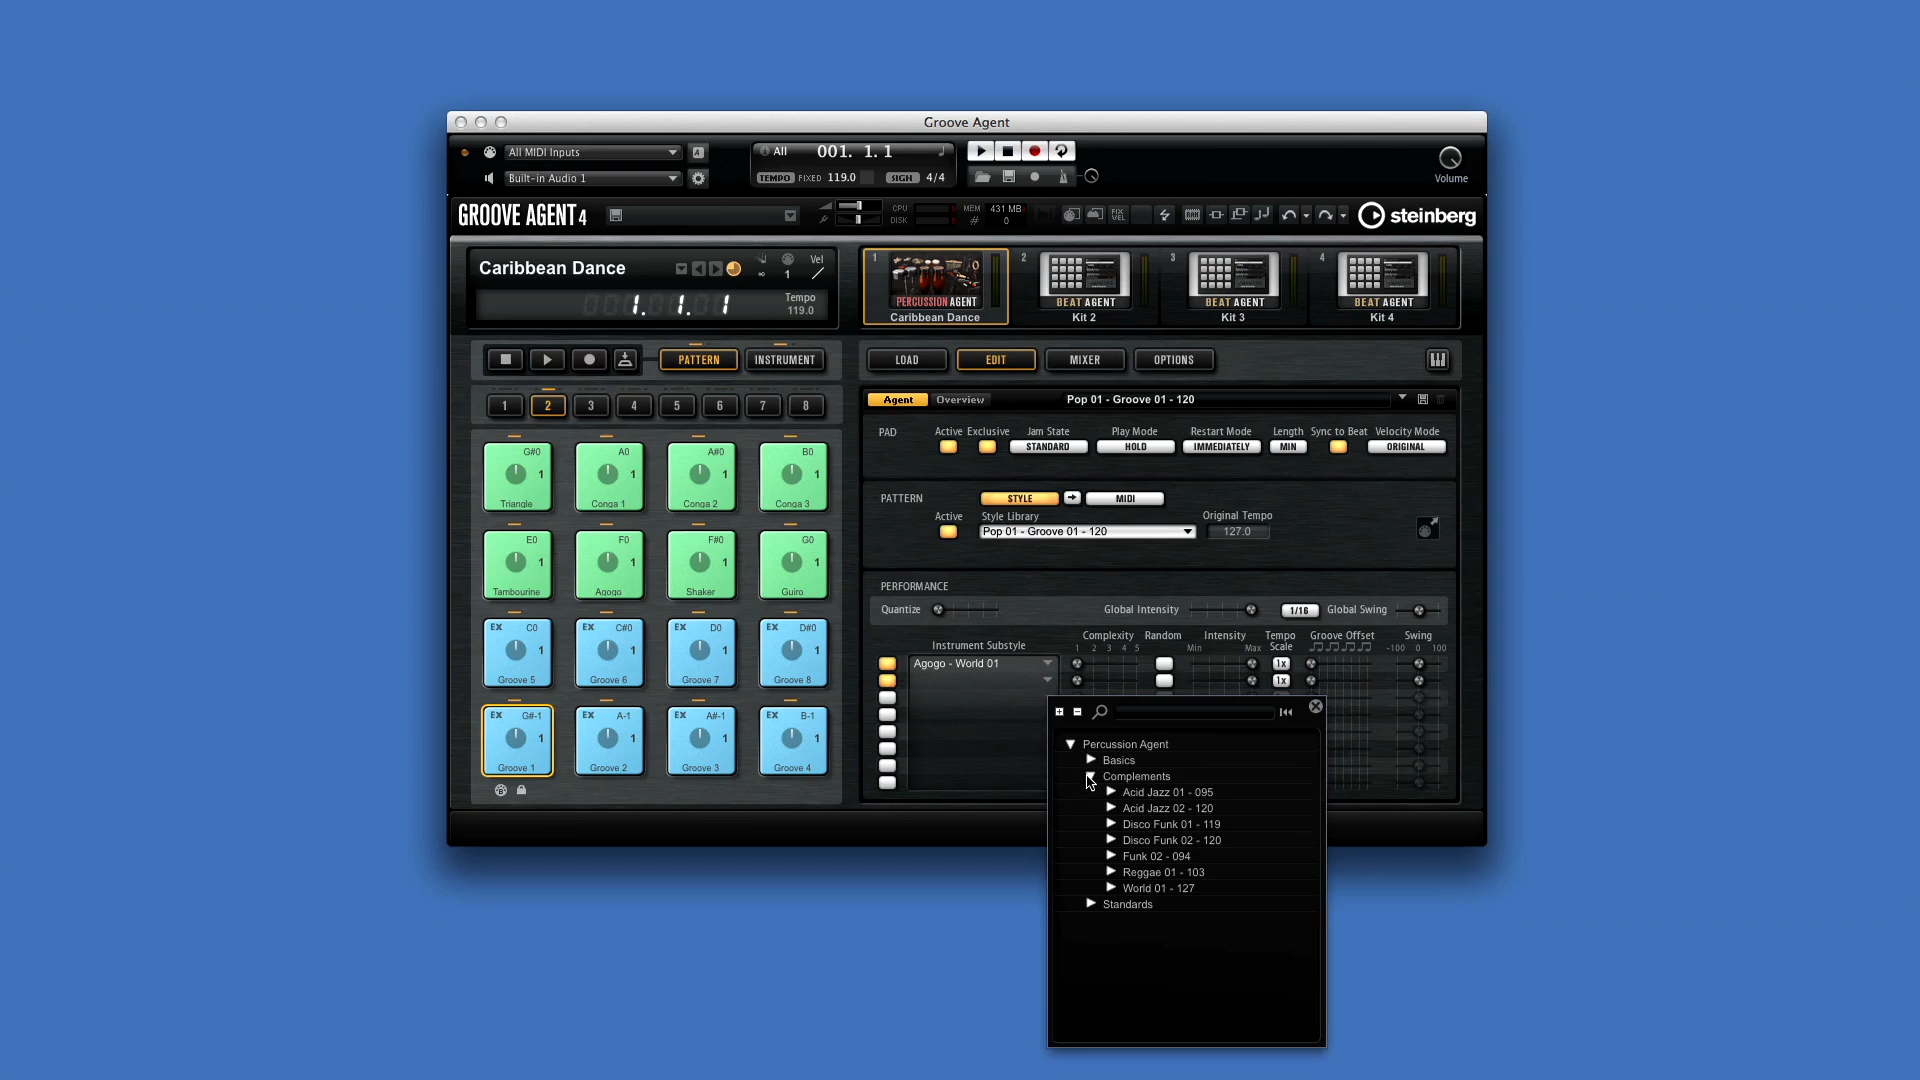 Groove Agent
All MIDI Inputs
Built-in Audio 1
All 001. 1. 1
TEMPO FIXED 119.0 SIGN 4/4
Volume
GROOVE AGENT 4
CPU
DISK
MEM 431 MB
# 0
FIX VEL
steinberg
Caribbean Dance
1
Vel
1. 1. 1
Tempo
119.0
1 PERCUSSION AGENT
Caribbean Dance
2 BEAT AGENT
Kit 2
3 BEAT AGENT
Kit 3
4 BEAT AGENT
Kit 4
PATTERN INSTRUMENT
LOAD EDIT MIXER OPTIONS
1 2 3 4 5 6 7 8
Agent Overview Pop 01 - Groove 01 - 120
PAD Active Exclusive Jam State Play Mode Restart Mode Length Sync to Beat Velocity Mode
STANDARD HOLD IMMEDIATELY MIN ORIGINAL
G#0 1 Triangle
A0 1 Conga 1
A#0 1 Conga 2
B0 1 Conga 3
E0 1 Tambourine
F0 1 Agogo
F#0 1 Shaker
G0 1 Guiro
EX C0 1 Groove 5
EX C#0 1 Groove 6
EX D0 1 Groove 7
EX D#0 1 Groove 8
EX G#-1 1 Groove 1
EX A-1 1 Groove 2
EX A#-1 1 Groove 3
EX B-1 1 Groove 4
PATTERN STYLE MIDI
Active Style Library Original Tempo
Pop 01 - Groove 01 - 120 127.0
PERFORMANCE
Quantize Global Intensity 1/16 Global Swing
Instrument Substyle Complexity Random Intensity Tempo Scale Groove Offset Swing
1 2 3 4 5 Min Max -100 0 100
Agogo - World 01 1x
1x
Percussion Agent
Basics
Complements
Acid Jazz 01 - 095
Acid Jazz 02 - 120
Disco Funk 01 - 119
Disco Funk 02 - 120
Funk 02 - 094
Reggae 01 - 103
World 01 - 127
Standards